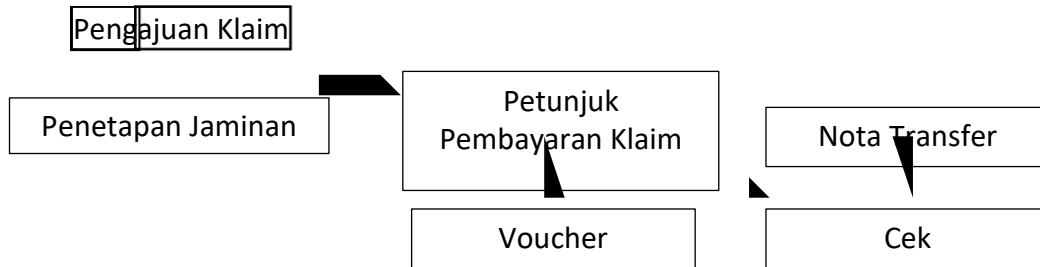 Pengajuan Klaim
Penetapan Jaminan
Petunjuk
Pembayaran Klaim
Nota Transfer
Voucher
Cek